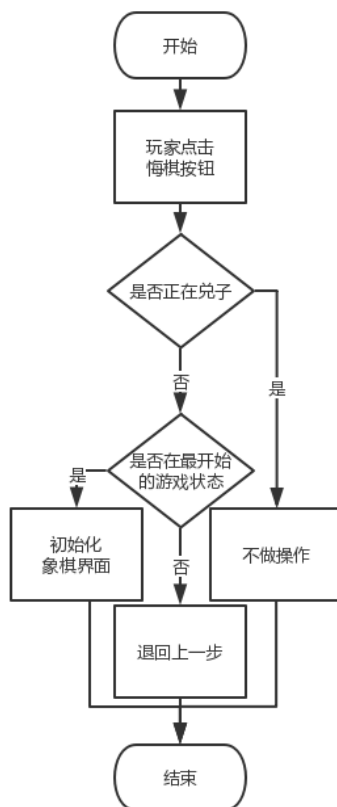 开始
玩家点击
悔棋按钮
是否正在兑子
否
是
是否在最开始
的游戏状态
是
否
初始化
象棋界面
不做操作
退回上一步
结束